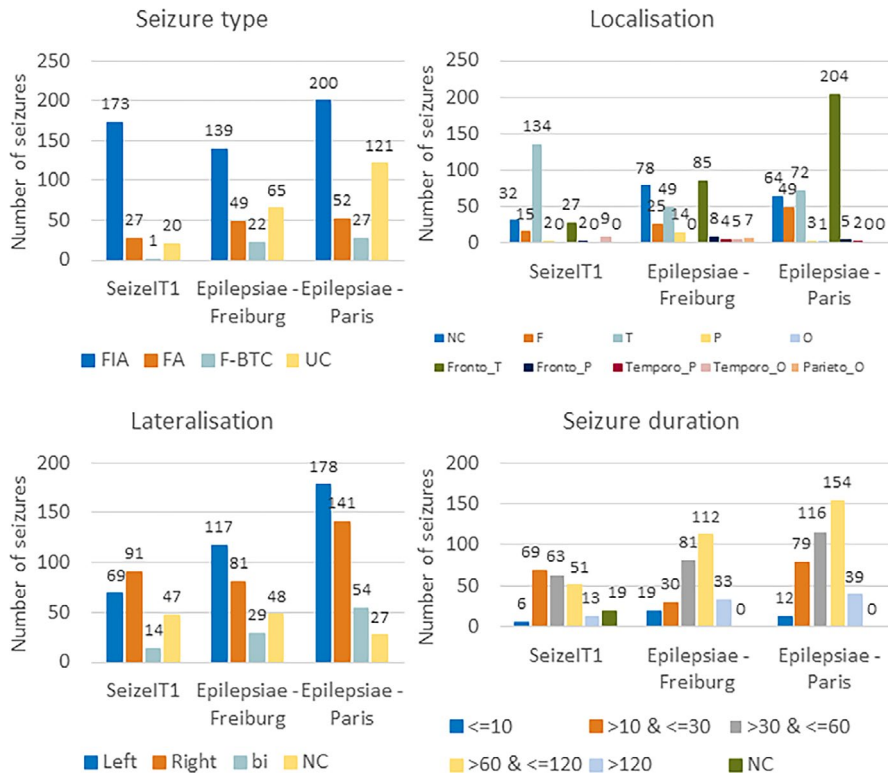 Seizure type
Number of seizures
250
200
150
100
50
0
173
27
1
20
139
49
22
65
200
52
27
121
SeizeIT1
Epilepsiae -
Freiburg
Epilepsiae -
Paris
FIA FA F-BTC UC
Localisation
Number of seizures
250
200
150
100
50
0
32
15
134
2
0
27
2
0
9
0
78
25
49
14
0
85
8
4
5
7
64
49
72
3
1
204
5
2
0
0
SeizeIT1
Epilepsiae -
Freiburg
Epilepsiae -
Paris
NC F T P O
Fronto_T Fronto_P Temporo_P Temporo_O Parieto_O
Lateralisation
Number of seizures
200
150
100
50
0
69
91
14
47
117
81
29
48
178
141
54
27
SeizeIT1
Epilepsiae -
Freiburg
Epilepsiae -
Paris
Left Right bi NC
Seizure duration
Number of seizures
200
150
100
50
0
6
69
63
51
13
19
19
30
81
112
33
0
12
79
116
154
39
0
SeizeIT1
Epilepsiae -
Freiburg
Epilepsiae -
Paris
<=10 >10 & <=30 >30 & <=60
>60 & <=120 >120 NC